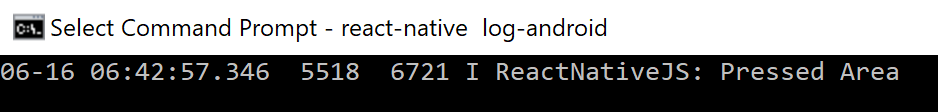 C:\_
Select Command Prompt - react-native  log-android
06-16 06:42:57.346  5518  6721 I ReactNativeJS: Pressed Area